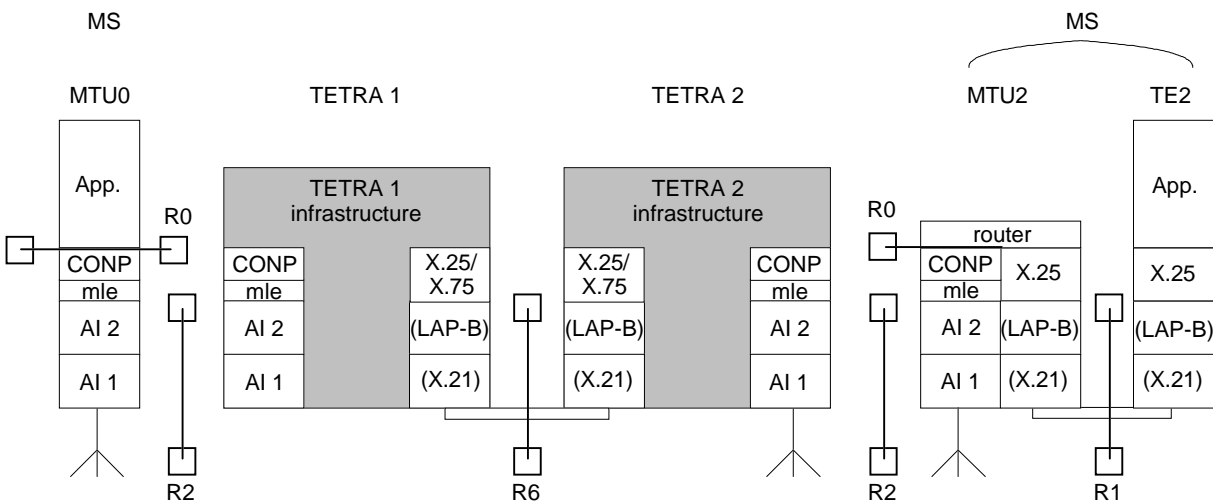 MS
MS
MTU0
TETRA 1
TETRA 2
MTU2
TE2
App.
TETRA 1
infrastructure
TETRA 2
infrastructure
App.
R0
R0
router
CONP
CONP
X.25/
X.75
X.25/
X.75
CONP
CONP
X.25
X.25
mle
mle
mle
mle
AI 2
AI 2
(LAP-B)
(LAP-B)
AI 2
AI 2
(LAP-B)
(LAP-B)
AI 1
AI 1
(X.21)
(X.21)
AI 1
AI 1
(X.21)
(X.21)
R2
R6
R2
R1